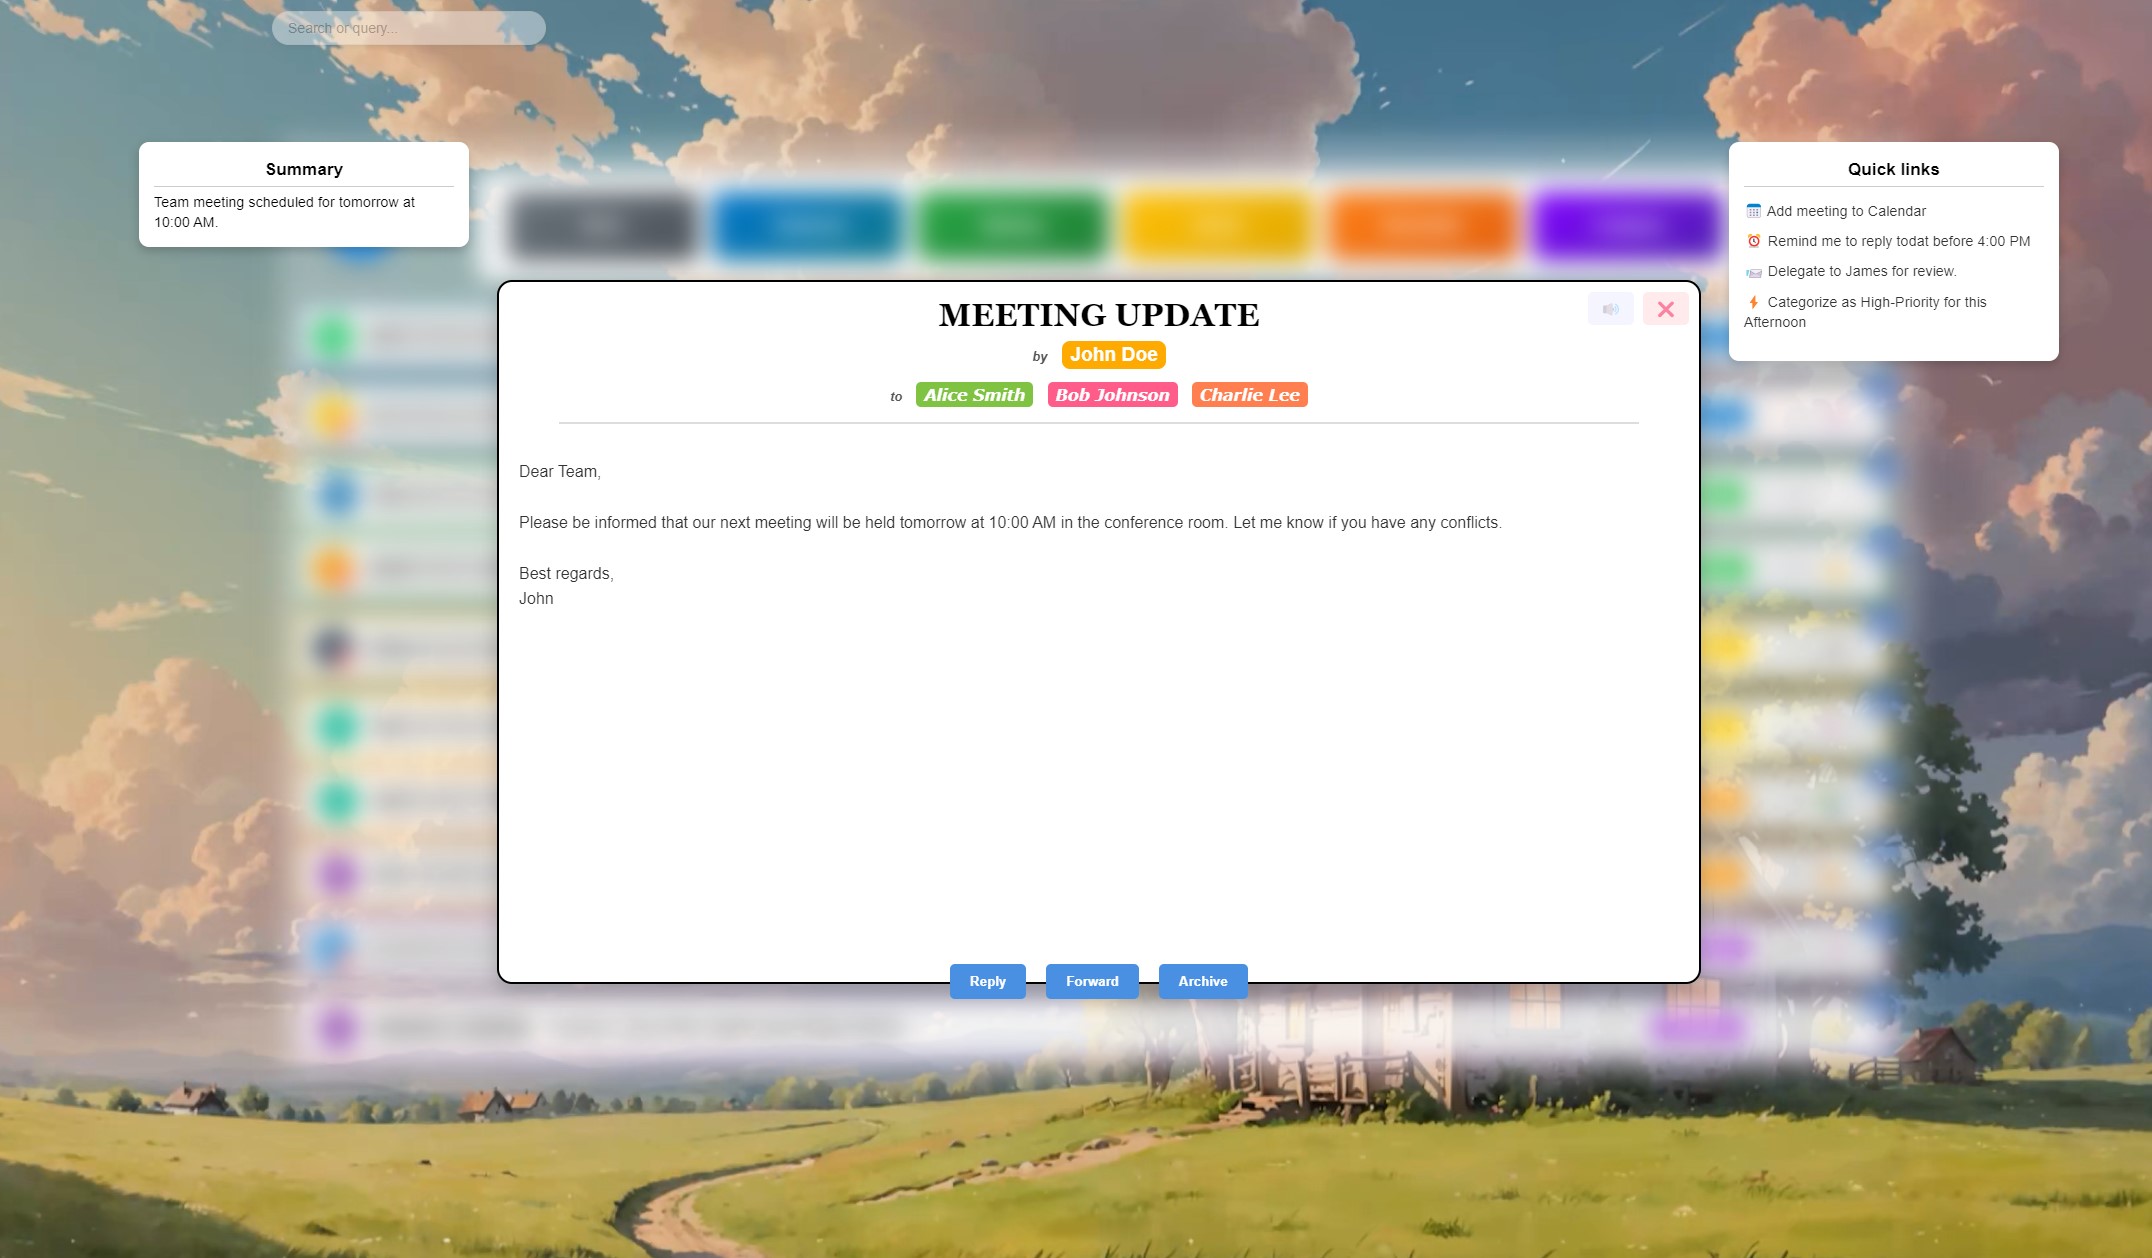 Search or query...
Summary
Team meeting scheduled for tomorrow at
10:00 AM.
Quick links
Add meeting to Calendar
Remind me to reply todat before 4:00 PM
Delegate to James for review.
Categorize as High-Priority for this
Afternoon
MEETING UPDATE
by John Doe
to Alice Smith Bob Johnson Charlie Lee
Dear Team,
Please be informed that our next meeting will be held tomorrow at 10:00 AM in the conference room. Let me know if you have any conflicts.
Best regards,
John
Reply Forward Archive